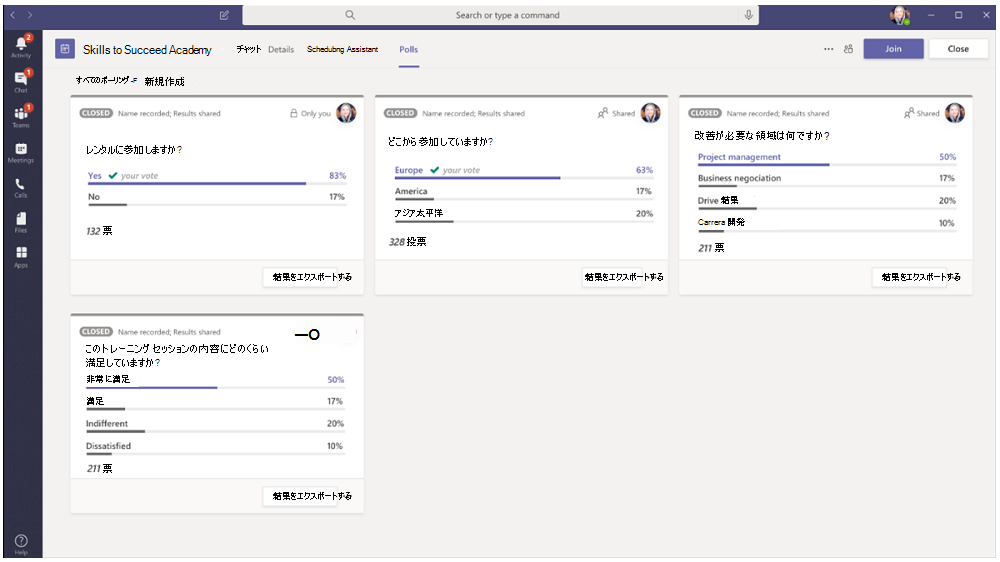 Search or type a command
Activity 2
Skills to Succeed Academy チャット Details Schedubng Assistant Polls ... Join Close
Chat 1
すべてのポーリング 新規作成
Teams 1
Meetings
Calls
Files
Apps
Help
CLOSED Name recorded; Results shared Only you
レンタルに参加しますか?
Yes your vote 83%
No 17%
132 票
結果をエクスポートする
CLOSED Name recorded; Results shared Shared
どこから参加していますか?
Europe your vote 63%
America 17%
アジア太平洋 20%
328 投票
結果をエクスポートする
CLOSED Name recorded; Results shared Shared
改善が必要な領域は何ですか?
Project management 50%
Business negociation 17%
Drive 結果 20%
Carrera 開発 10%
211 票
結果をエクスポートする
CLOSED Name recorded; Results shared 一O
このトレーニング セッションの内容にどのくらい
満足していますか?
非常に満足 50%
満足 17%
Indifferent 20%
Dissatisfied 10%
211 票
結果をエクスポートする